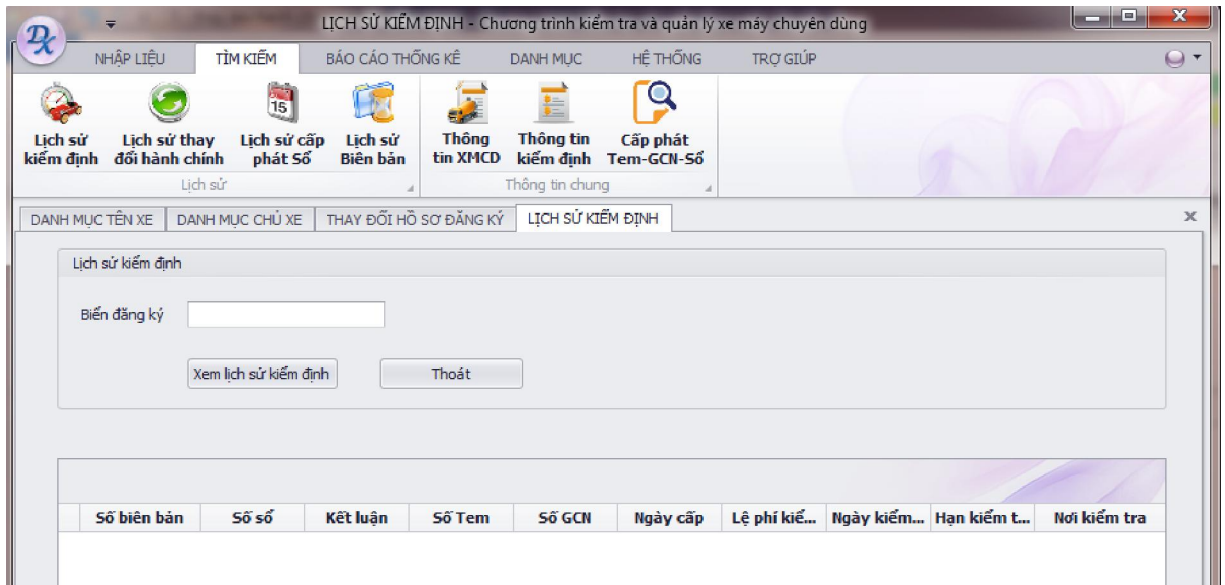 LỊCH SỬ KIỂM ĐỊNH - Chương trình kiểm tra và quản lý xe máy chuyên dùng
NHẬP LIỆU TÌM KIẾM BÁO CÁO THỐNG KÊ DANH MỤC HỆ THỐNG TRỢ GIÚP
15
Lịch sử kiểm định
Lịch sử thay đổi hành chính
Lịch sử cấp phát Sổ
Lịch sử Biên bản
Thông tin XMCD
Thông tin kiểm định
Cấp phát Tem-GCN-Sổ
Lịch sử Thông tin chung
DANH MỤC TÊN XE DANH MỤC CHỦ XE THAY ĐỔI HỒ SƠ ĐĂNG KÝ LỊCH SỬ KIỂM ĐỊNH
Lịch sử kiểm định
Biển đăng ký
Xem lịch sử kiểm định Thoát
Số biên bản Số sổ Kết luận Số Tem Số GCN Ngày cấp Lệ phí kiể... Ngày kiểm... Hạn kiểm t... Nơi kiểm tra